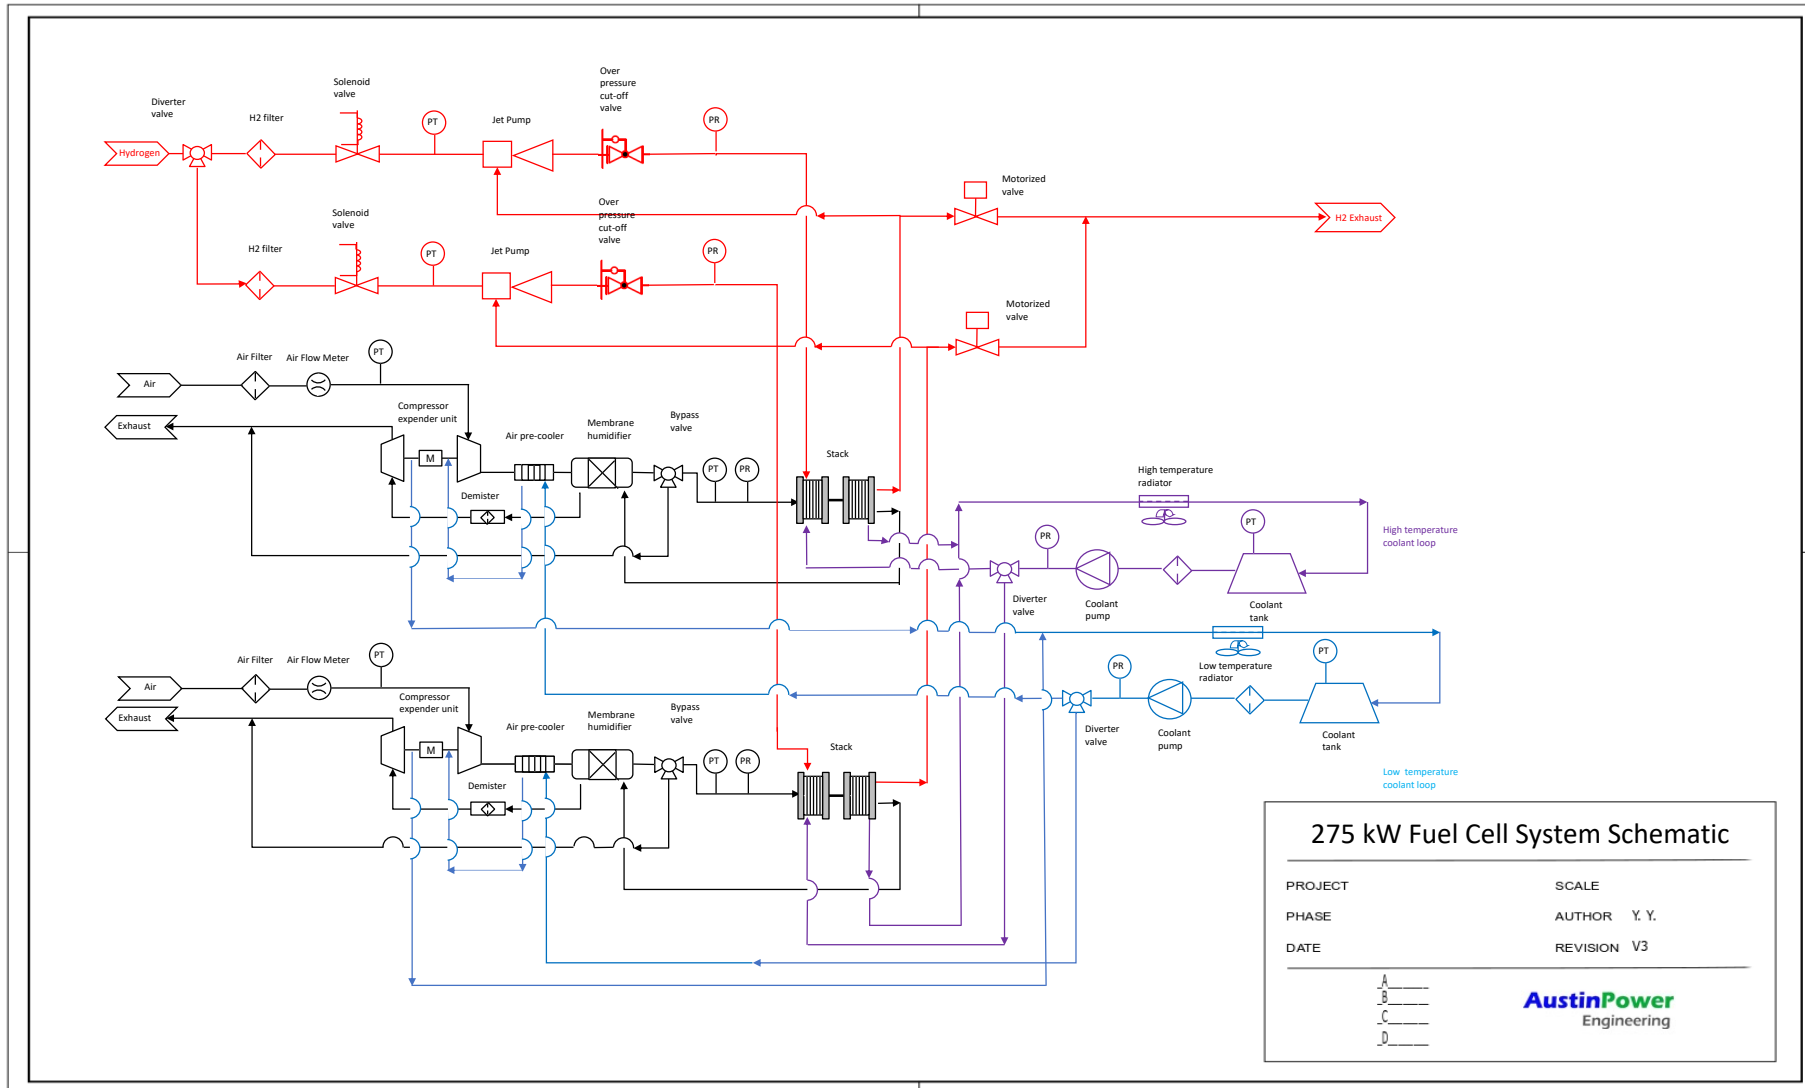 Over
pressure
cut-off
valve
Solenoid
valve
Diverter
valve
H2 filter
PT
Jet Pump
PR
Hydrogen
Motorized
valve
H2 Exhaust
Over
pressure
cut-off
valve
Solenoid
valve
H2 filter
PT
Jet Pump
PR
Motorized
valve
Air Filter
Air Flow Meter
PT
Air
Exhaust
Compressor
expender unit
M
Air pre-cooler
Membrane
humidifier
Bypass
valve
PT
PR
Stack
Demister
High temperature
radiator
PR
PT
High temperature
coolant loop
Diverter
valve
Coolant
pump
Coolant
tank
Air Filter
Air Flow Meter
PT
Air
Exhaust
Compressor
expender unit
M
Air pre-cooler
Membrane
humidifier
Bypass
valve
PT
PR
Stack
Demister
PR
Low temperature
radiator
PT
Diverter
valve
Coolant
pump
Coolant
tank
Low temperature
coolant loop
275 kW Fuel Cell System Schematic
PROJECT
SCALE
PHASE
AUTHOR Y. Y.
DATE
REVISION V3
_A______
_B______
_C______
_D______
AustinPower
Engineering